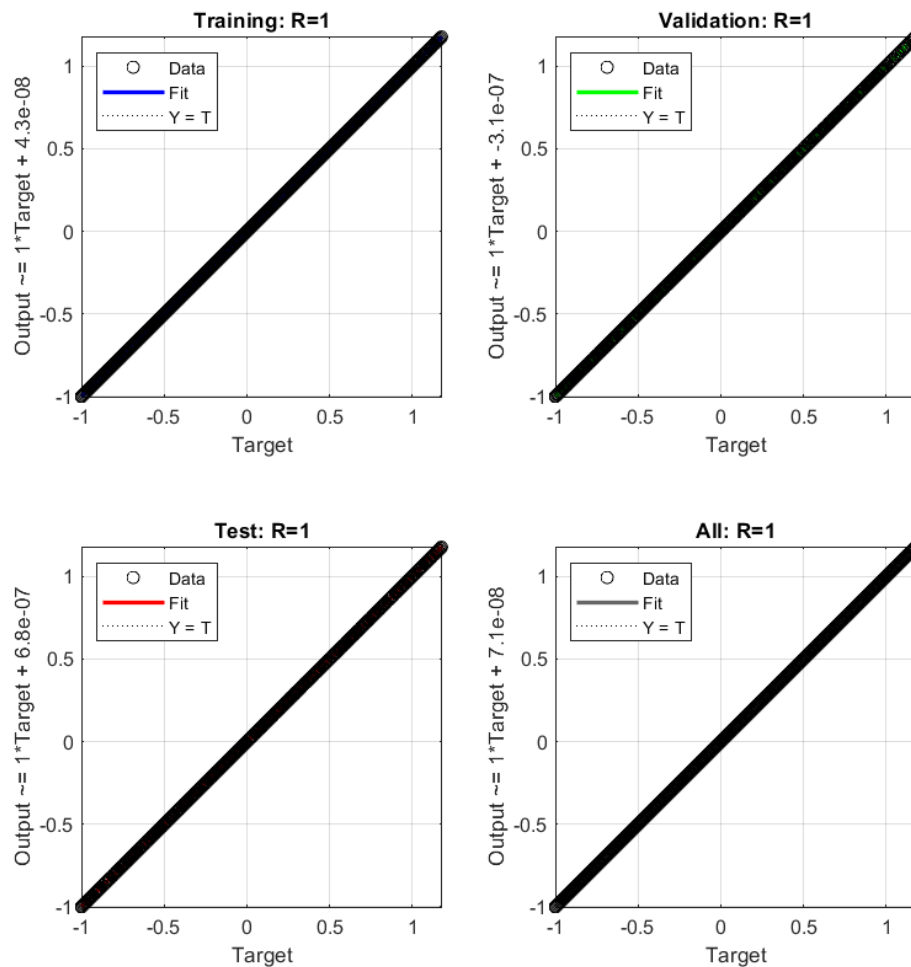 Training: R=1
Output ~= 1*Target + 4.3e-08
1
0.5
0
-0.5
-1
Data
Fit
Y = T
-1 -0.5 0 0.5 1
Target
Validation: R=1
Output ~= 1*Target + -3.1e-07
1
0.5
0
-0.5
-1
Data
Fit
Y = T
-1 -0.5 0 0.5 1
Target
Test: R=1
Output ~= 1*Target + 6.8e-07
1
0.5
0
-0.5
-1
Data
Fit
Y = T
-1 -0.5 0 0.5 1
Target
All: R=1
Output ~= 1*Target + 7.1e-08
1
0.5
0
-0.5
-1
Data
Fit
Y = T
-1 -0.5 0 0.5 1
Target